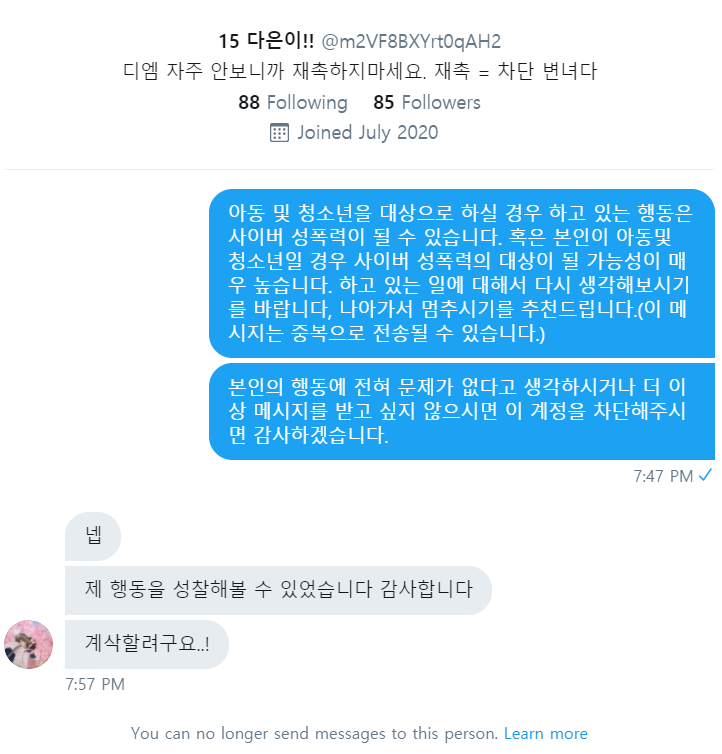 15 다은이!! @m2VF8BXYrt0qAH2
디엠 자주 안보니까 재촉하지마세요. 재촉 = 차단 변녀다
88 Following 85 Followers
Joined July 2020
아동 및 청소년을 대상으로 하실 경우 하고 있는 행동은
사이버 성폭력이 될 수 있습니다. 혹은 본인이 아동및
청소년일 경우 사이버 성폭력의 대상이 될 가능성이 매
우 높습니다. 하고 있는 일에 대해서 다시 생각해보시기
를 바랍니다, 나아가서 멈추시기를 추천드립니다.(이 메
시지는 중복으로 전송될 수 있습니다.)
본인의 행동에 전혀 문제가 없다고 생각하시거나 더 이
상 메시지를 받고 싶지 않으시면 이 계정을 차단해주시
면 감사하겠습니다.
7:47 PM
넵
제 행동을 성찰해볼 수 있었습니다 감사합니다
계삭할려구요..!
7:57 PM
You can no longer send messages to this person. Learn more